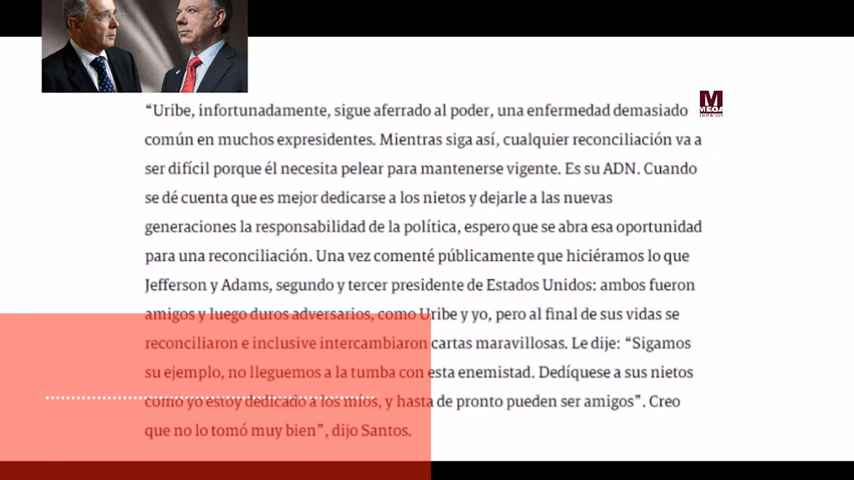 “Uribe, infortunadamente, sigue aferrado al poder, una enfermedad demasiado
común en muchos expresidentes. Mientras siga así, cualquier reconciliación va a
ser difícil porque él necesita pelear para mantenerse vigente. Es su ADN. Cuando
se dé cuenta que es mejor dedicarse a los nietos y dejarle a las nuevas
generaciones la responsabilidad de la política, espero que se abra esa oportunidad
para una reconciliación. Una vez comenté públicamente que hiciéramos lo que
Jefferson y Adams, segundo y tercer presidente de Estados Unidos: ambos fueron
amigos y luego duros adversarios, como Uribe y yo, pero al final de sus vidas se
reconciliaron e inclusive intercambiaron cartas maravillosas. Le dije: “Sigamos
su ejemplo, no lleguemos a la tumba con esta enemistad. Dedíquese a sus nietos
como yo estoy dedicado a los míos, y hasta de pronto pueden ser amigos”. Creo
que no lo tomó muy bien”, dijo Santos.
M
MEGA